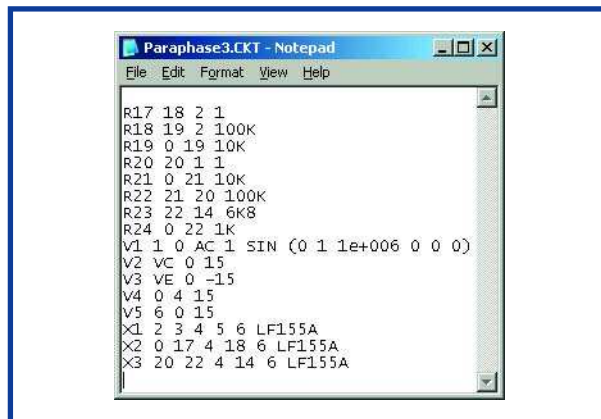 Paraphase3.CKT - Notepad
File Edit Format View Help
R17 18 2 1
R18 19 2 100K
R19 0 19 10K
R20 20 1 1
R21 0 21 10K
R22 21 20 100K
R23 22 14 6K8
R24 0 22 1K
V1 1 0 AC 1 SIN (0 1 1e+006 0 0 0)
V2 VC 0 15
V3 VE 0 -15
V4 0 4 15
V5 6 0 15
X1 2 3 4 5 6 LF155A
X2 0 17 4 18 6 LF155A
X3 20 22 4 14 6 LF155A